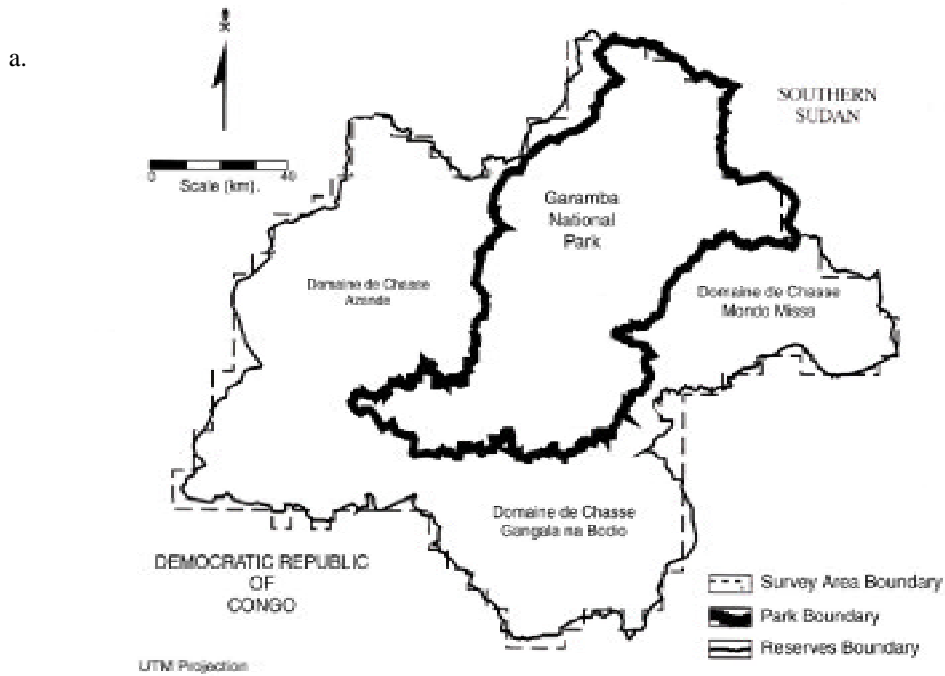 a.
0
40
Scale (km).
SOUTHERN
SUDAN
Garamba
National
Park
Domaine de Chasse
Azande
Domaine de Chasse
Mondo Missa
Domaine de Chasse
Gangala na Bodio
DEMOCRATIC REPUBLIC
OF
CONGO
Survey Area Boundary
Park Boundary
Reserves Boundary
UTM Projection